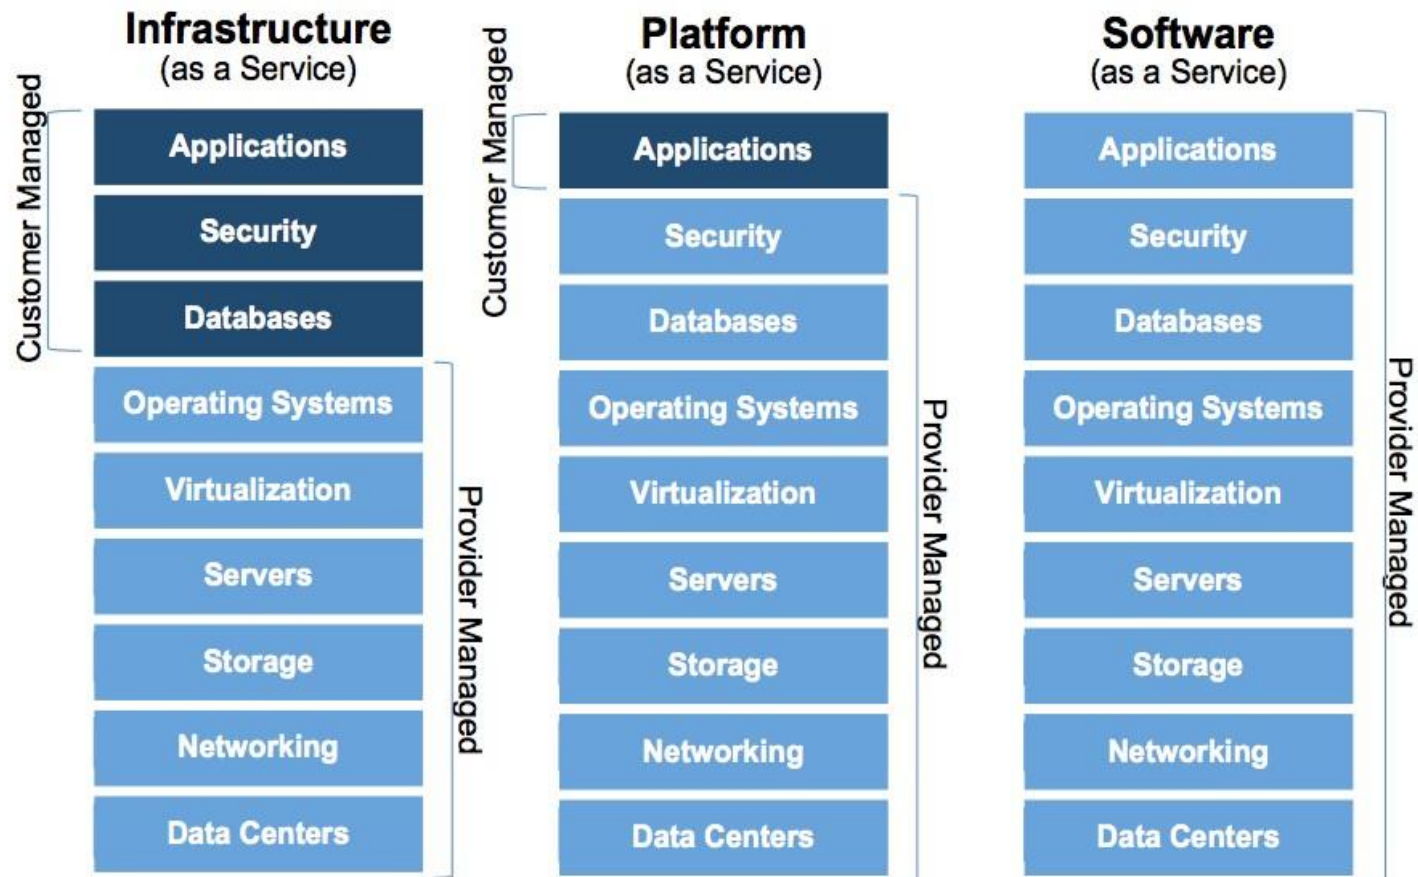 Infrastructure
(as a Service)
Customer Managed
Applications
Security
Databases
Operating Systems
Virtualization
Servers
Storage
Networking
Data Centers
Provider Managed
Platform
(as a Service)
Customer Managed
Applications
Security
Databases
Operating Systems
Virtualization
Servers
Storage
Networking
Data Centers
Provider Managed
Software
(as a Service)
Applications
Security
Databases
Operating Systems
Virtualization
Servers
Storage
Networking
Data Centers
Provider Managed